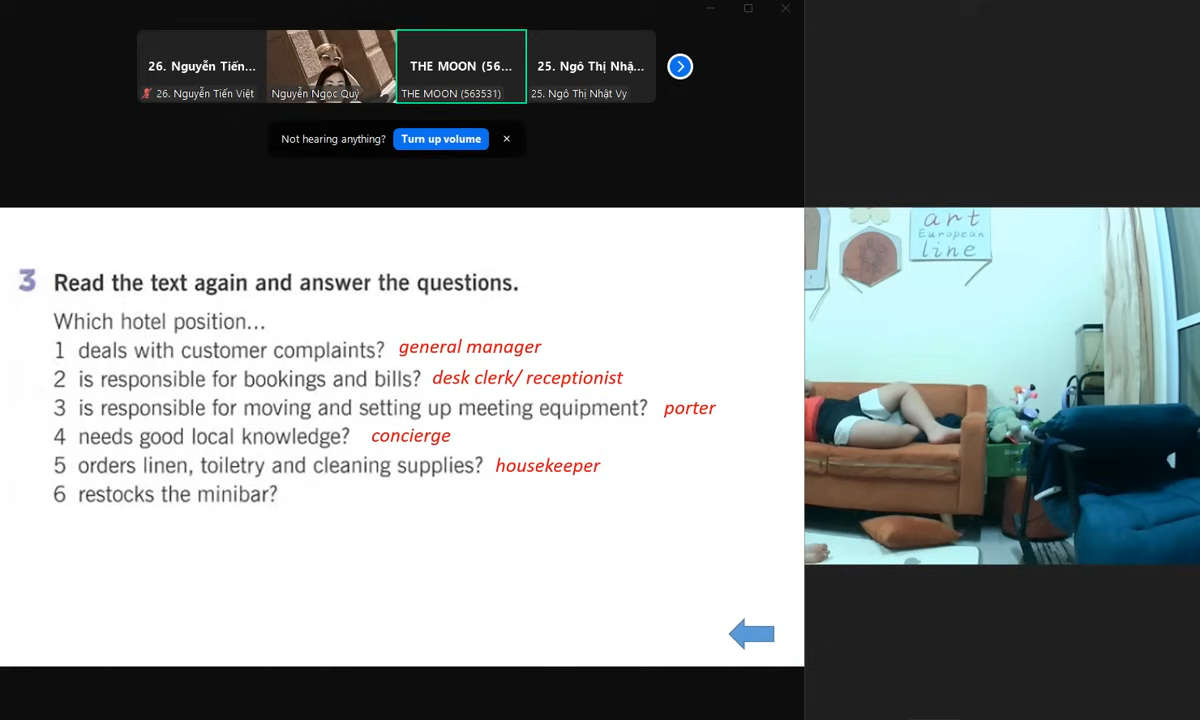 26. Nguyễn Tiến...
THE MOON (56...
25. Ngô Thị Nhậ...
26. Nguyễn Tiến Việt
Nguyễn Ngọc Quý
THE MOON (563531)
25. Ngô Thị Nhật Vy
Not hearing anything? Turn up volume
3 Read the text again and answer the questions.
Which hotel position...
1 deals with customer complaints? general manager
2 is responsible for bookings and bills? desk clerk/ receptionist
3 is responsible for moving and setting up meeting equipment? porter
4 needs good local knowledge? concierge
5 orders linen, toiletry and cleaning supplies? housekeeper
6 restocks the minibar?
art
European
line